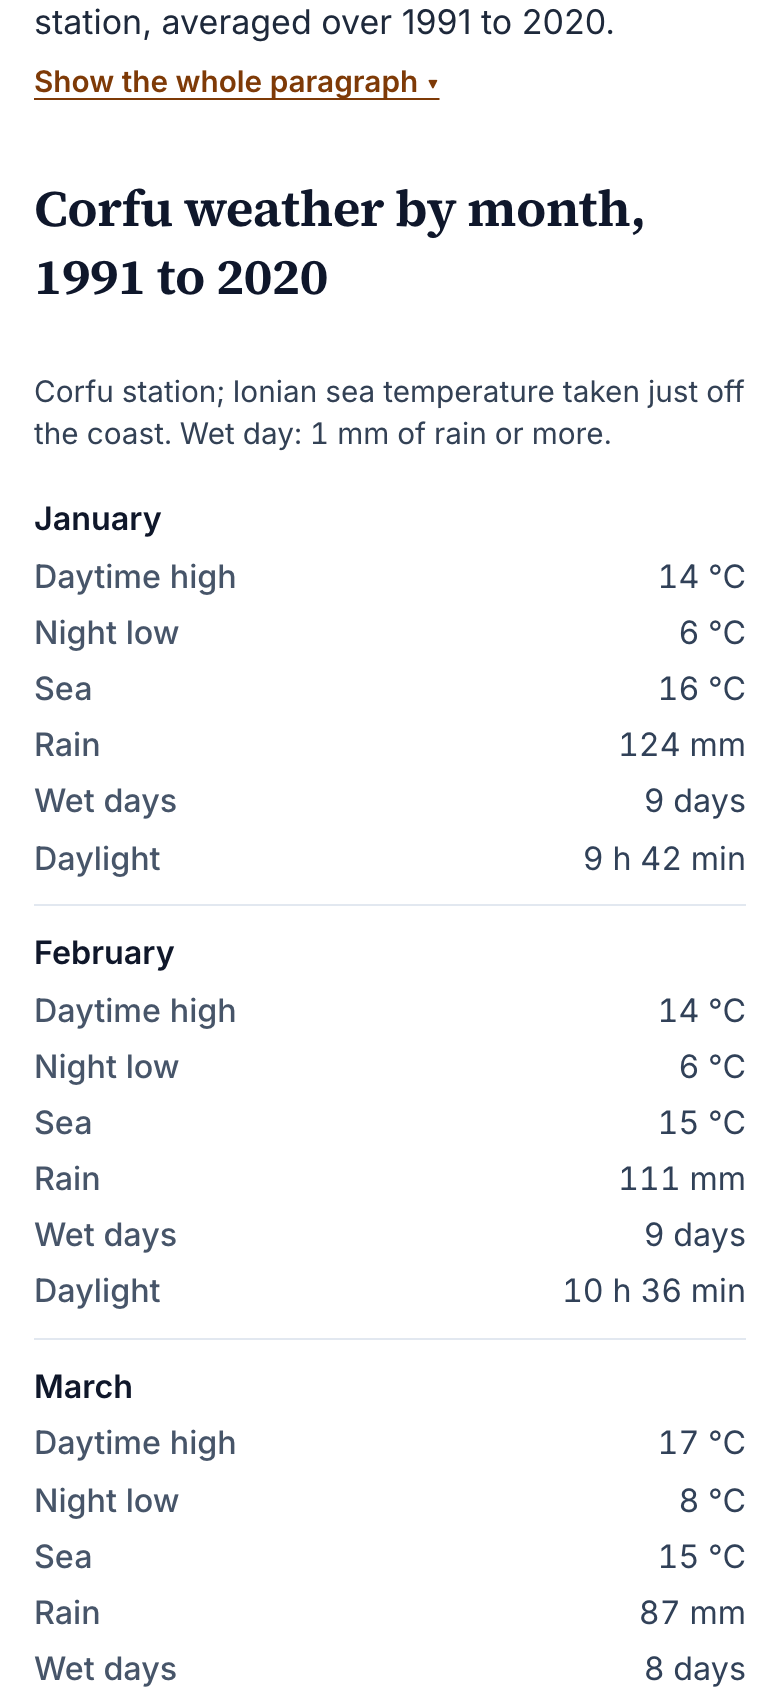 station, averaged over 1991 to 2020.
Show the whole paragraph ▾
Corfu weather by month,
1991 to 2020
Corfu station; Ionian sea temperature taken just off
the coast. Wet day: 1 mm of rain or more.
January
Daytime high 14 °C
Night low 6 °C
Sea 16 °C
Rain 124 mm
Wet days 9 days
Daylight 9 h 42 min
February
Daytime high 14 °C
Night low 6 °C
Sea 15 °C
Rain 111 mm
Wet days 9 days
Daylight 10 h 36 min
March
Daytime high 17 °C
Night low 8 °C
Sea 15 °C
Rain 87 mm
Wet days 8 days